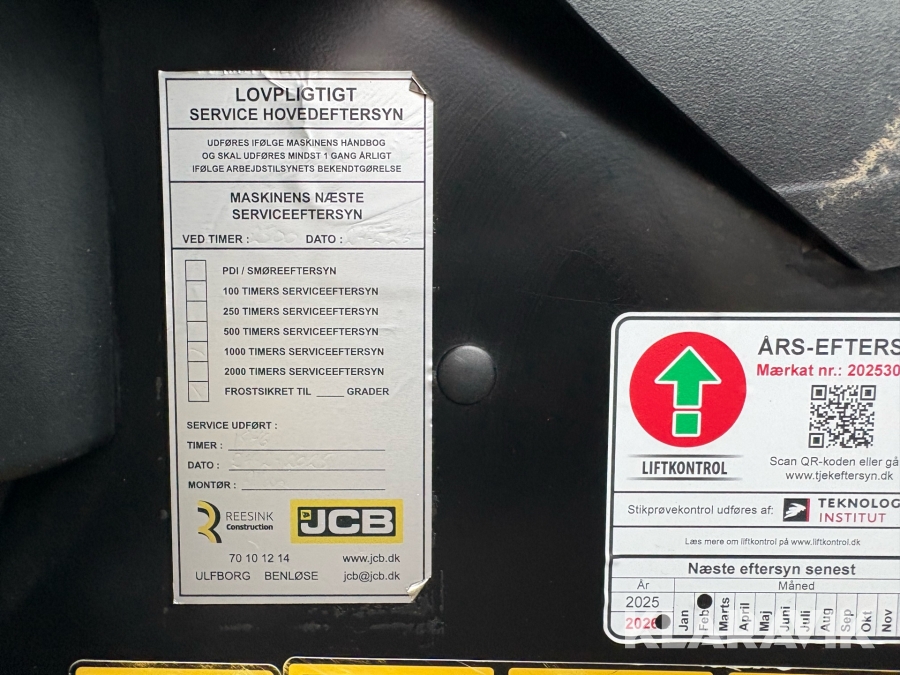 LOVPLIGTIGT
SERVICE HOVEDEFTERSYN
UDFØRES IFØLGE MASKINENS HÅNDBOG
OG SKAL UDFØRES MINDST 1 GANG ÅRLIGT
IFØLGE ARBEJDSTILSYNETS BEKENDTGØRELSE
MASKINENS NÆSTE
SERVICEEFTERSYN
VED TIMER : DATO :
PDI / SMØREEFTERSYN
100 TIMERS SERVICEEFTERSYN
250 TIMERS SERVICEEFTERSYN
500 TIMERS SERVICEEFTERSYN
1000 TIMERS SERVICEEFTERSYN
2000 TIMERS SERVICEEFTERSYN
FROSTSIKRET TIL ____ GRADER
SERVICE UDFØRT :
TIMER :
DATO :
MONTØR :
REESINK
Construction
JCB
70 10 12 14 www.jcb.dk
ULFBORG BENLØSE jcb@jcb.dk
ÅRS-EFTERS
Mærkat nr.: 202530
LIFTKONTROL
Scan QR-koden eller gå
www.tjekeftersyn.dk
Stikprøvekontrol udføres af:
TEKNOLOG
INSTITUT
Læs mere om liftkontrol på www.liftkontrol.dk
Næste eftersyn senest
År Måned
2025
2026
Jan Feb Marts April Maj Juni Juli Aug Sep Okt Nov
KLARAVIK